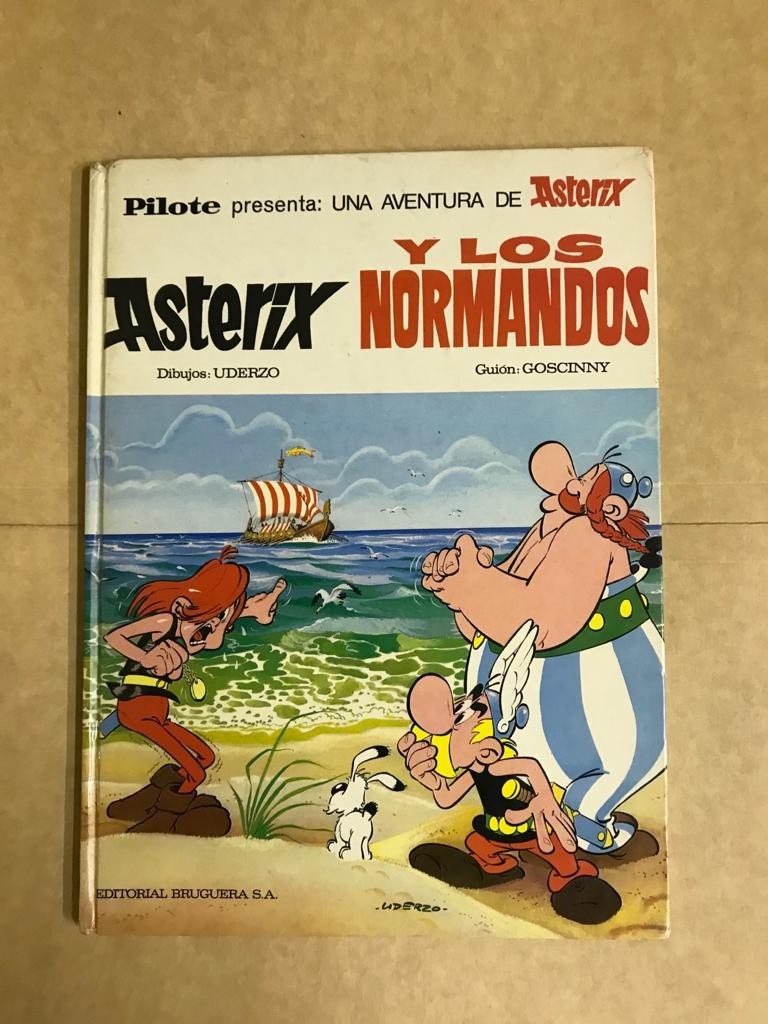 Pilote presenta: UNA AVENTURA DE Asterix
Asterix Y LOS NORMANDOS
Dibujos: UDERZO
Guión: GOSCINNY
EDITORIAL BRUGUERA S.A.
-UDERZO-